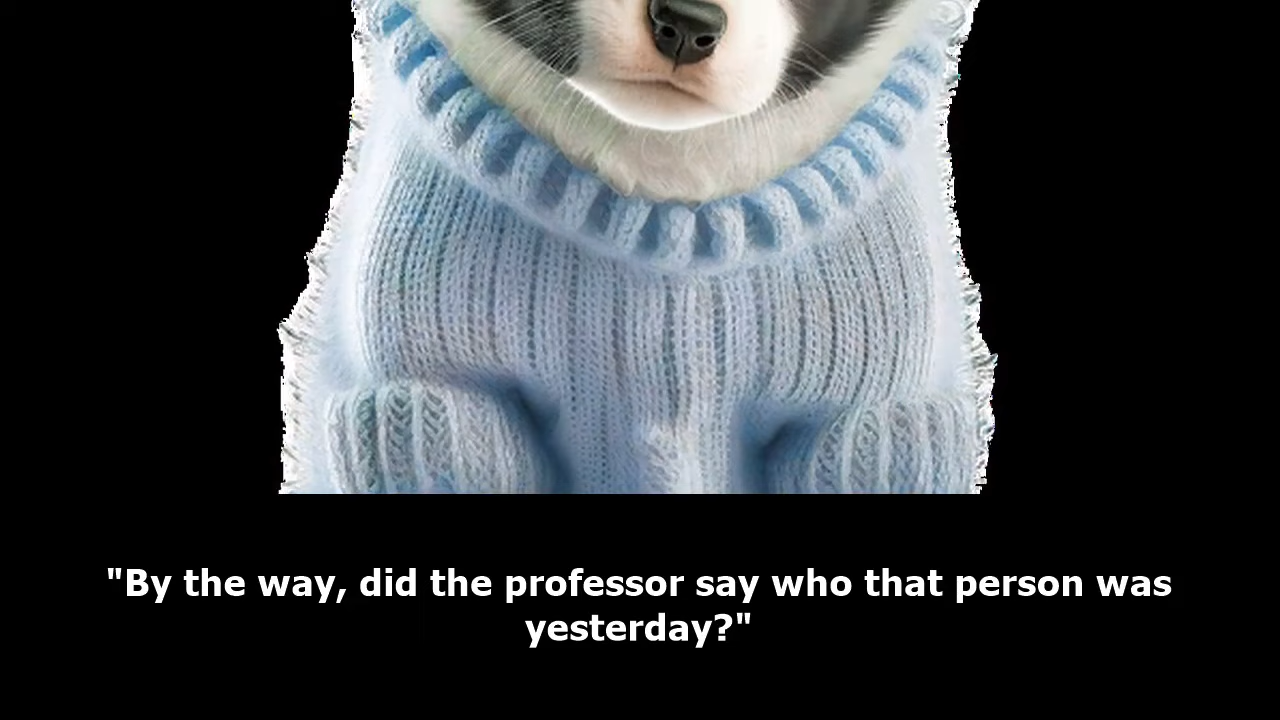 "By the way, did the professor say who that person was
yesterday?"